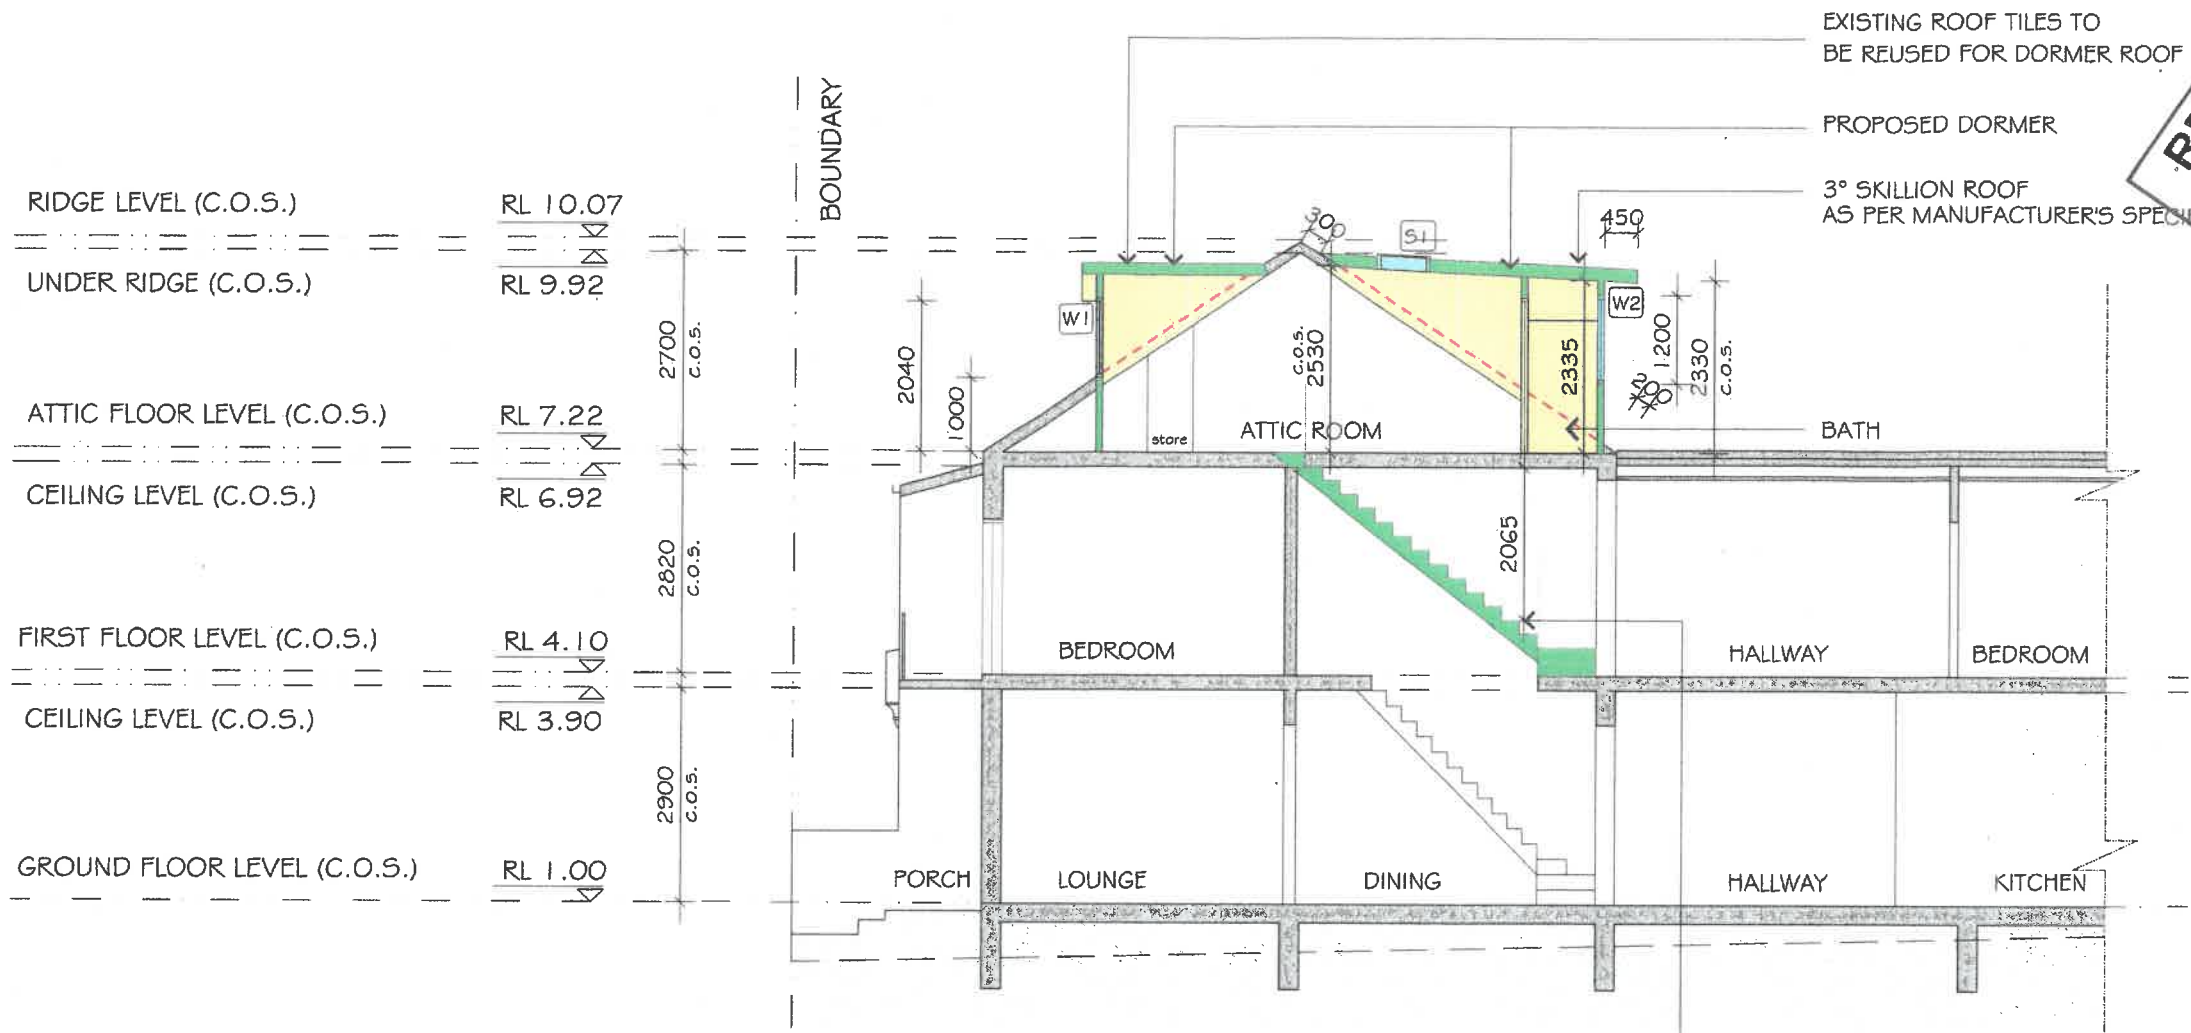 EXISTING ROOF TILES TO
BE REUSED FOR DORMER ROOF
PROPOSED DORMER
3° SKILLION ROOF
AS PER MANUFACTURER'S
BOUNDARY
RIDGE LEVEL (C.O.S.) RL 10.07
UNDER RIDGE (C.O.S.) RL 9.92
ATTIC FLOOR LEVEL (C.O.S.) RL 7.22
CEILING LEVEL (C.O.S.) RL 6.92
FIRST FLOOR LEVEL (C.O.S.) RL 4.10
CEILING LEVEL (C.O.S.) RL 3.90
GROUND FLOOR LEVEL (C.O.S.) RL 1.00
2700
c.o.s.
2820
c.o.s.
2900
c.o.s.
2040
1000
300
S1
450
W1
W2
c.o.s.
2530
2335
1200
2330
c.o.s.
200
store
ATTIC ROOM
BATH
2065
BEDROOM
HALLWAY
BEDROOM
PORCH
LOUNGE
DINING
HALLWAY
KITCHEN